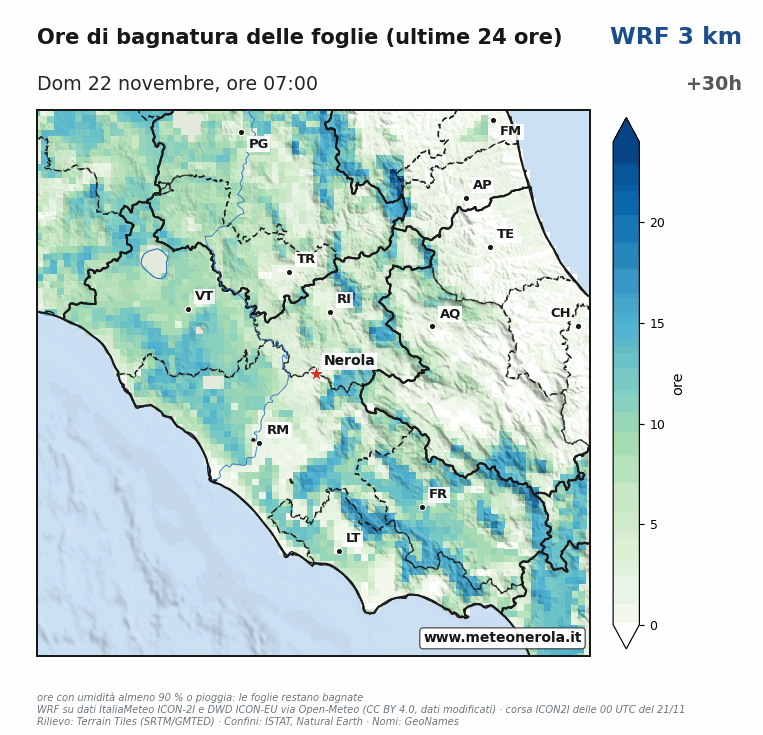 Ore di bagnatura delle foglie (ultime 24 ore)
WRF 3 km
Dom 22 novembre, ore 07:00
+30h
FM
PG
AP
TE
TR
VT
RI
AQ
CH
Nerola
RM
FR
LT
www.meteonerola.it
20
15
10
5
0
ore
ore con umidità almeno 90 % o pioggia: le foglie restano bagnate
WRF su dati ItaliaMeteo ICON-2I e DWD ICON-EU via Open-Meteo (CC BY 4.0, dati modificati) · corsa ICON2I delle 00 UTC del 21/11
Rilievo: Terrain Tiles (SRTM/GMTED) · Confini: ISTAT, Natural Earth · Nomi: GeoNames